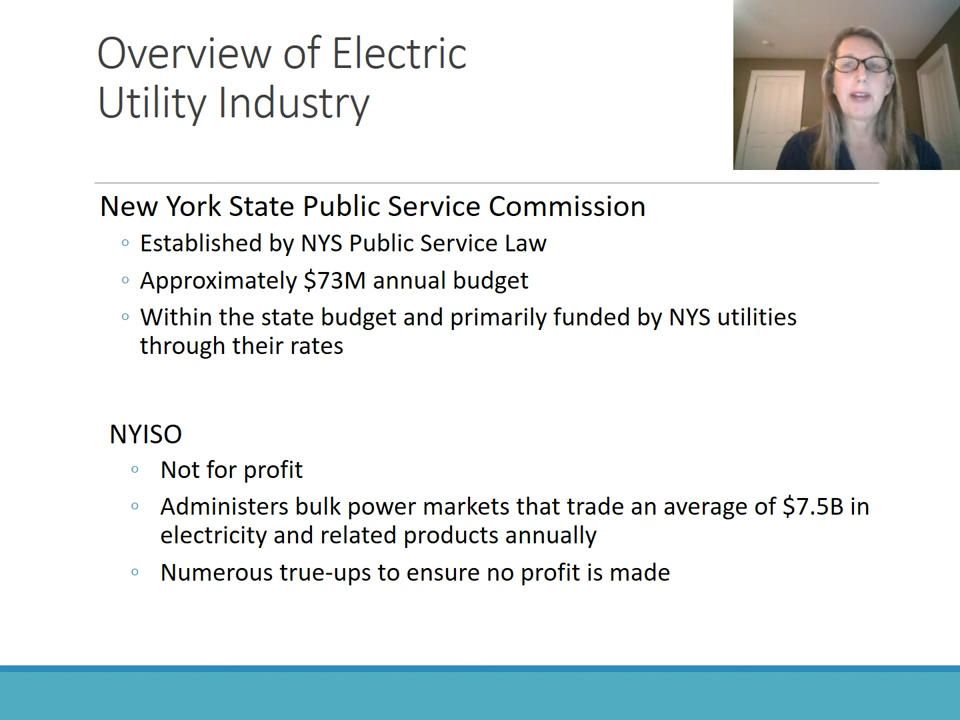 Overview of Electric
Utility Industry
New York State Public Service Commission
◦ Established by NYS Public Service Law
◦ Approximately $73M annual budget
◦ Within the state budget and primarily funded by NYS utilities
through their rates
NYISO
◦ Not for profit
◦ Administers bulk power markets that trade an average of $7.5B in
electricity and related products annually
◦ Numerous true-ups to ensure no profit is made